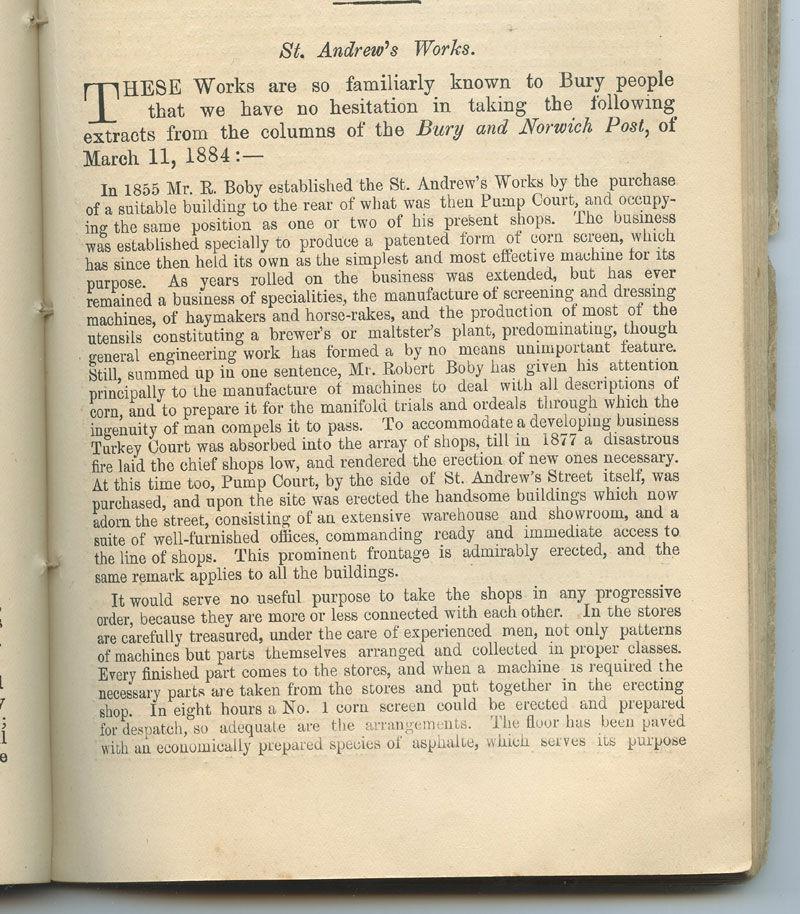 St. Andrew's Works.
THESE Works are so familiarly known to Bury people
that we have no hesitation in taking the following
extracts from the columns of the Bury and Norwich Post, of
March 11, 1884:—
In 1855 Mr. R. Boby established the St. Andrew's Works by the purchase
of a suitable building to the rear of what was then Pump Court, and occupy-
ing the same position as one or two of his present shops. The business
was established specially to produce a patented form of corn screen, which
has since then held its own as the simplest and most effective machine for its
purpose. As years rolled on the business was extended, but has ever
remained a business of specialities, the manufacture of screening and dressing
machines, of haymakers and horse-rakes, and the production of most of the
utensils constituting a brewer's or maltster's plant, predominating, though
general engineering work has formed a by no means unimportant feature.
Still, summed up in one sentence, Mr. Robert Boby has given his attention
principally to the manufacture of machines to deal with all descriptions of
corn, and to prepare it for the manifold trials and ordeals through which the
ingenuity of man compels it to pass. To accommodate a developing business
Turkey Court was absorbed into the array of shops, till in 1877 a disastrous
fire laid the chief shops low, and rendered the erection of new ones necessary.
At this time too, Pump Court, by the side of St. Andrew's Street itself, was
purchased, and upon the site was erected the handsome buildings which now
adorn the street, consisting of an extensive warehouse and showroom, and a
suite of well-furnished offices, commanding ready and immediate access to
the line of shops. This prominent frontage is admirably erected, and the
same remark applies to all the buildings.
It would serve no useful purpose to take the shops in any progressive
order, because they are more or less connected with each other. In the stores
are carefully treasured, under the care of experienced men, not only patterns
of machines but parts themselves arranged and collected in proper classes.
Every finished part comes to the stores, and when a machine is required the
necessary parts are taken from the stores and put together in the erecting
shop. In eight hours a No. 1 corn screen could be erected and prepared
for despatch, so adequate are the arrangements. The floor has been paved
with an economically prepared species of asphalte, which serves its purpose